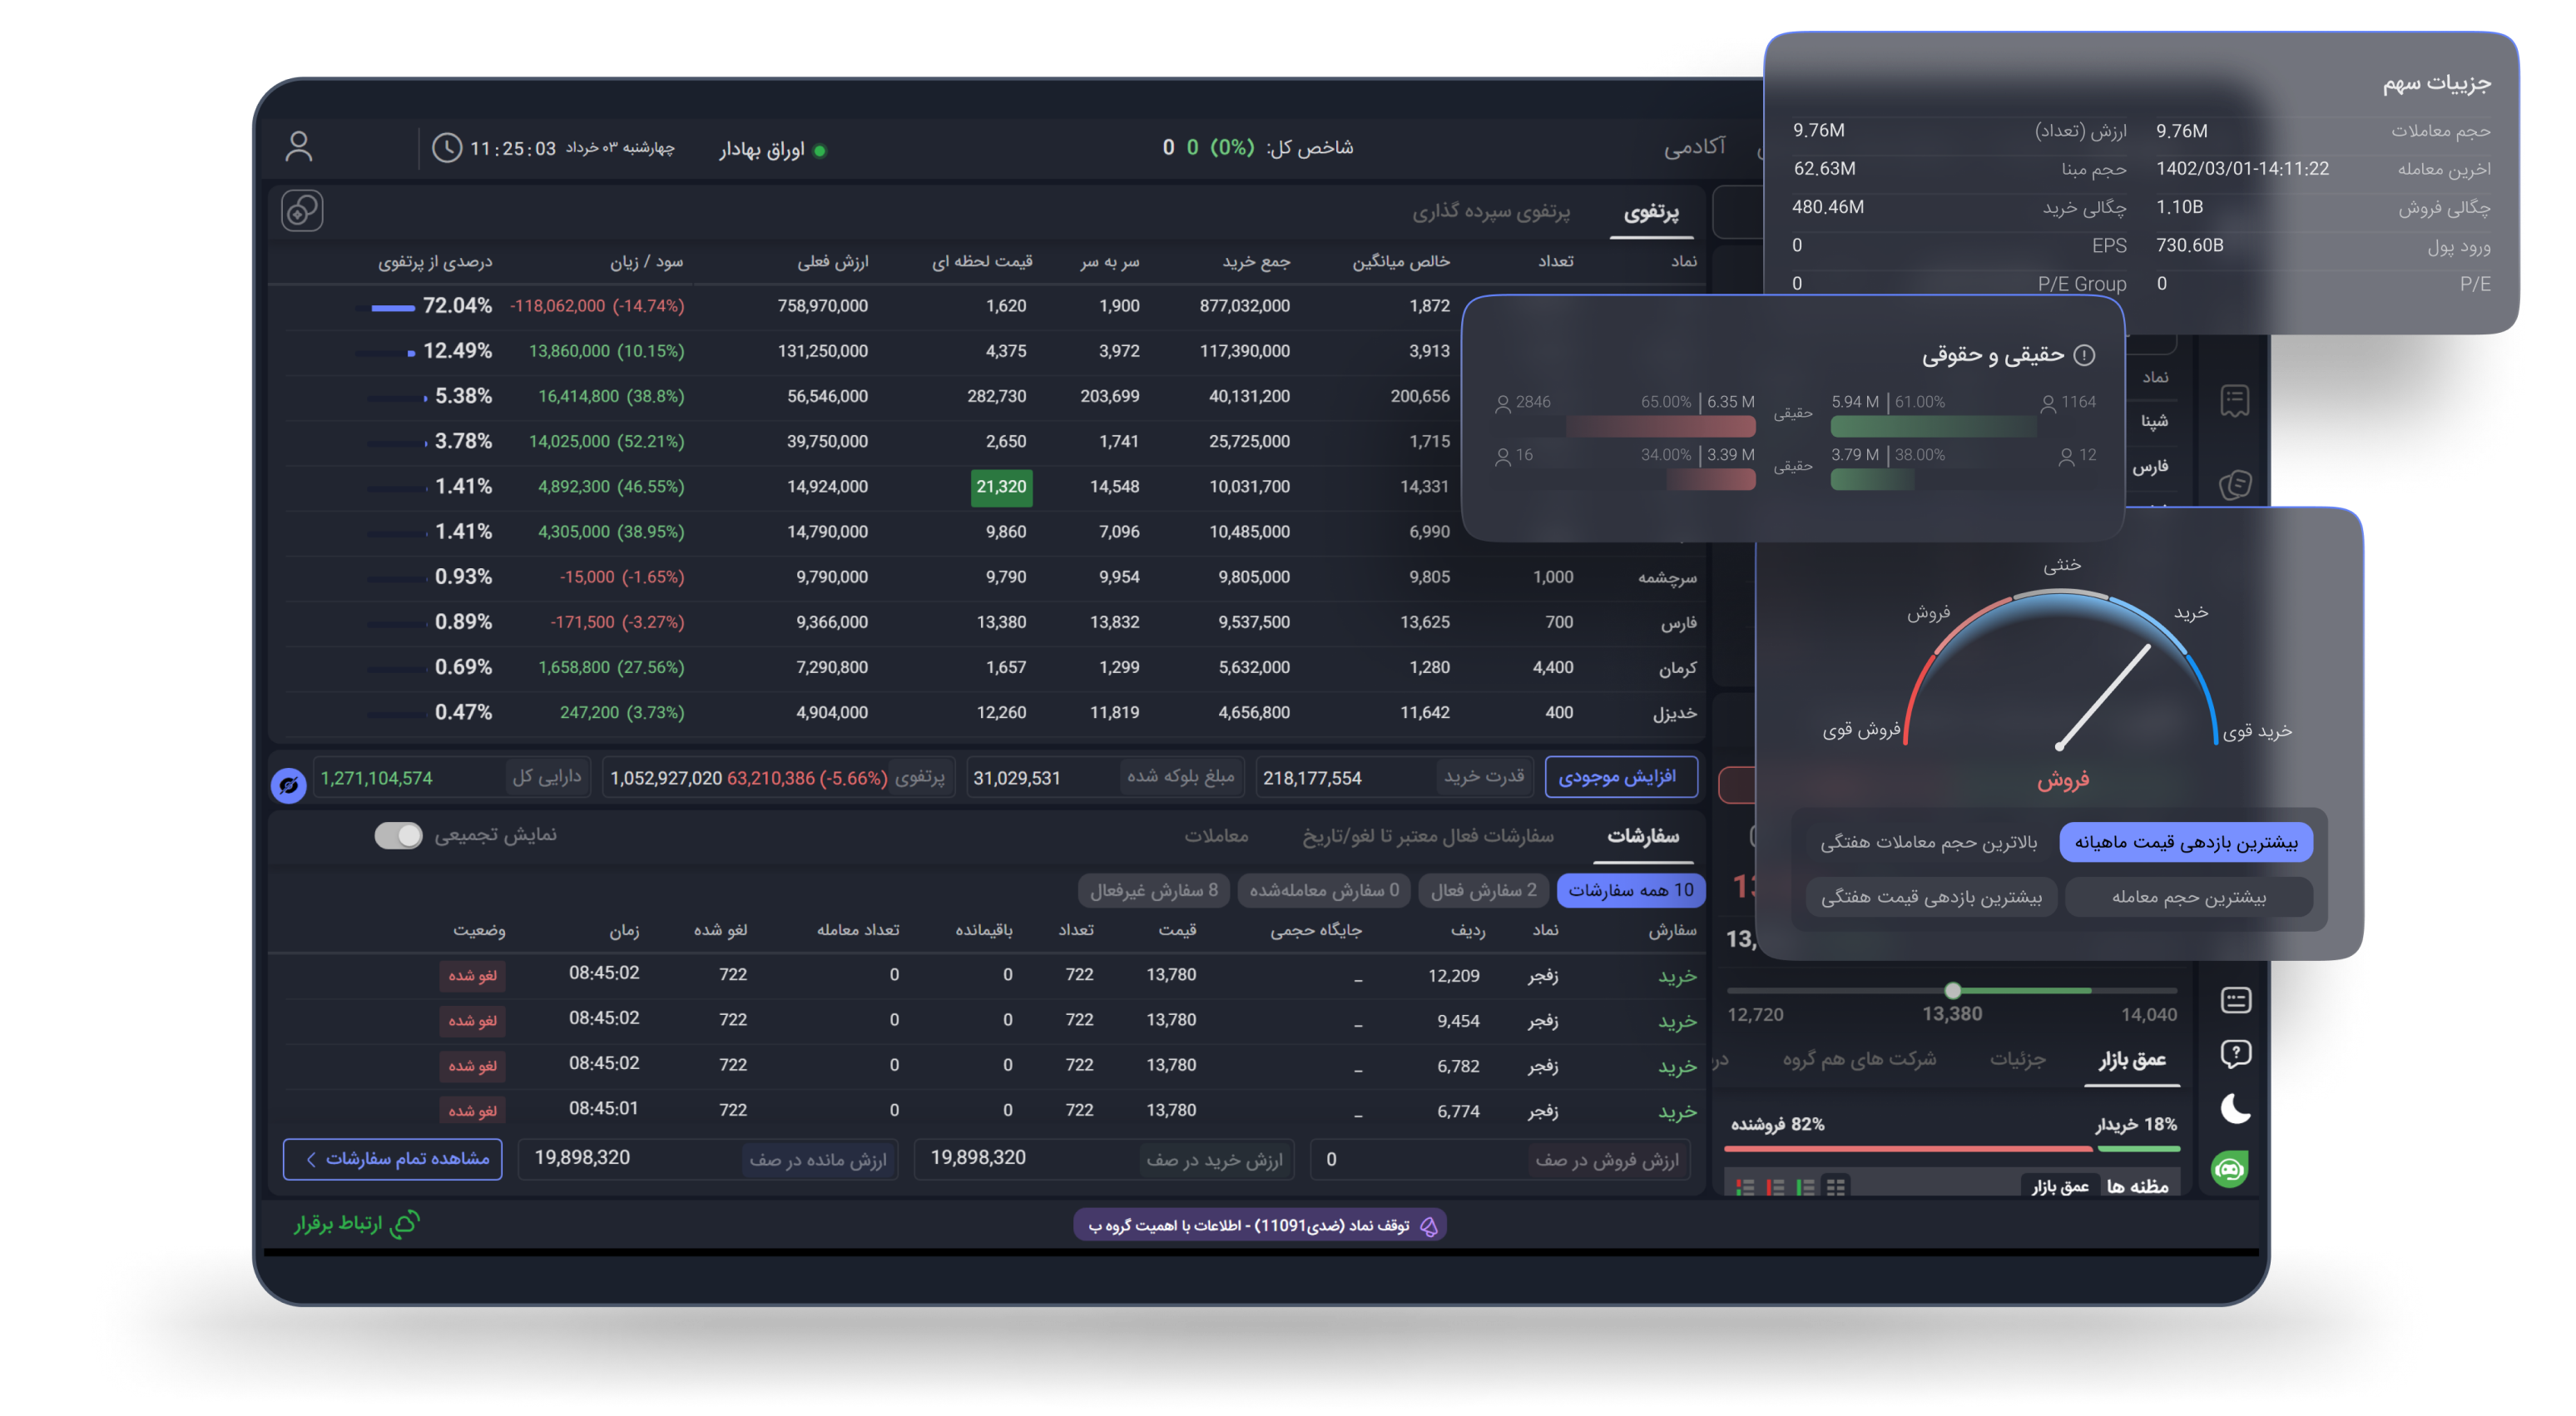 جزییات سهم
حجم معاملات 9.76M ارزش (تعداد) 9.76M
اخرین معامله 1402/03/01-14:11:22 حجم مبنا 62.63M
چگالی فروش 1.10B چگالی خرید 480.46M
ورود پول 730.60B EPS 0
P/E 0 P/E Group 0
آکادمی
شاخص کل: 0 0 (0%)
اوراق بهادار
چهارشنبه ۰۳ خرداد 11:25:03
پرتفوی پرتفوی سپرده گذاری
نماد تعداد خالص میانگین جمع خرید سر به سر قیمت لحظه ای ارزش فعلی سود / زیان درصدی از پرتفوی
1,872 877,032,000 1,900 1,620 758,970,000 -118,062,000 (-14.74%) 72.04%
3,913 117,390,000 3,972 4,375 131,250,000 13,860,000 (10.15%) 12.49%
200,656 40,131,200 203,699 282,730 56,546,000 16,414,800 (38.8%) 5.38%
1,715 25,725,000 1,741 2,650 39,750,000 14,025,000 (52.21%) 3.78%
14,331 10,031,700 14,548 21,320 14,924,000 4,892,300 (46.55%) 1.41%
6,990 10,485,000 7,096 9,860 14,790,000 4,305,000 (38.95%) 1.41%
سرچشمه 1,000 9,805 9,805,000 9,954 9,790 9,790,000 -15,000 (-1.65%) 0.93%
فارس 700 13,625 9,537,500 13,832 13,380 9,366,000 -171,500 (-3.27%) 0.89%
کرمان 4,400 1,280 5,632,000 1,299 1,657 7,290,800 1,658,800 (27.56%) 0.69%
خدیزل 400 11,642 4,656,800 11,819 12,260 4,904,000 247,200 (3.73%) 0.47%
حقیقی و حقوقی
1164 61.00% | 5.94 M حقیقی 6.35 M | 65.00% 2846
12 38.00% | 3.79 M حقیقی 3.39 M | 34.00% 16
نماد
شپنا
فارس
خنثی
خرید
فروش
خرید قوی
فروش قوی
فروش
بیشترین بازدهی قیمت ماهیانه بالاترین حجم معاملات هفتگی
بیشترین حجم معامله بیشترین بازدهی قیمت هفتگی
افزایش موجودی قدرت خرید 218,177,554 مبلغ بلوکه شده 31,029,531 پرتفوی 1,052,927,020 63,210,386 (-5.66%) دارایی کل 1,271,104,574
سفارشات سفارشات فعال معتبر تا لغو/تاریخ معاملات نمایش تجمیعی
10 همه سفارشات 2 سفارش فعال 0 سفارش معامله‌شده 8 سفارش غیرفعال
سفارش نماد ردیف جایگاه حجمی قیمت تعداد باقیمانده تعداد معامله لغو شده زمان وضعیت
خرید زفجر 12,209 _ 13,780 722 0 0 722 08:45:02 لغو شده
خرید زفجر 9,454 _ 13,780 722 0 0 722 08:45:02 لغو شده
خرید زفجر 6,782 _ 13,780 722 0 0 722 08:45:02 لغو شده
خرید زفجر 6,774 _ 13,780 722 0 0 722 08:45:01 لغو شده
ارزش فروش در صف 0 ارزش خرید در صف 19,898,320 ارزش مانده در صف 19,898,320 مشاهده تمام سفارشات
13,
14,040 13,380 12,720
عمق بازار جزئیات شرکت های هم گروه
18% خریدار 82% فروشنده
مظنه ها عمق بازار
توقف نماد (ضدی11091) - اطلاعات با اهمیت گروه ب
ارتباط برقرار